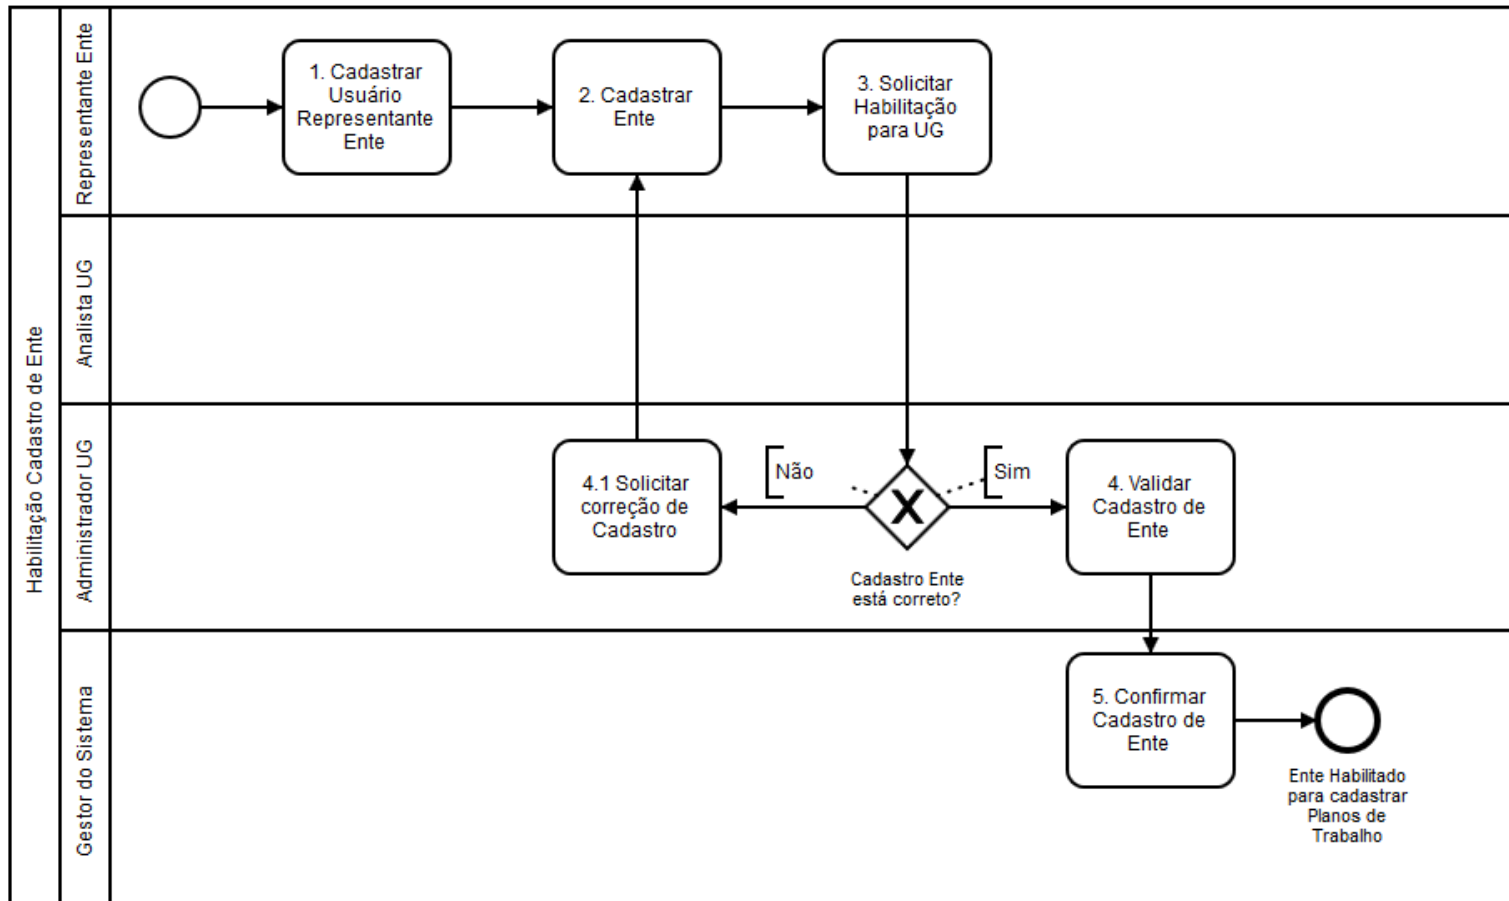 Habilitação Cadastro de Ente
Representante Ente
1. Cadastrar
Usuário
Representante
Ente
2. Cadastrar
Ente
3. Solicitar
Habilitação
para UG
Analista UG
Administrador UG
4.1 Solicitar
correção de
Cadastro
Não
Sim
Cadastro Ente
está correto?
4. Validar
Cadastro de
Ente
Gestor do Sistema
5. Confirmar
Cadastro de
Ente
Ente Habilitado
para cadastrar
Planos de
Trabalho